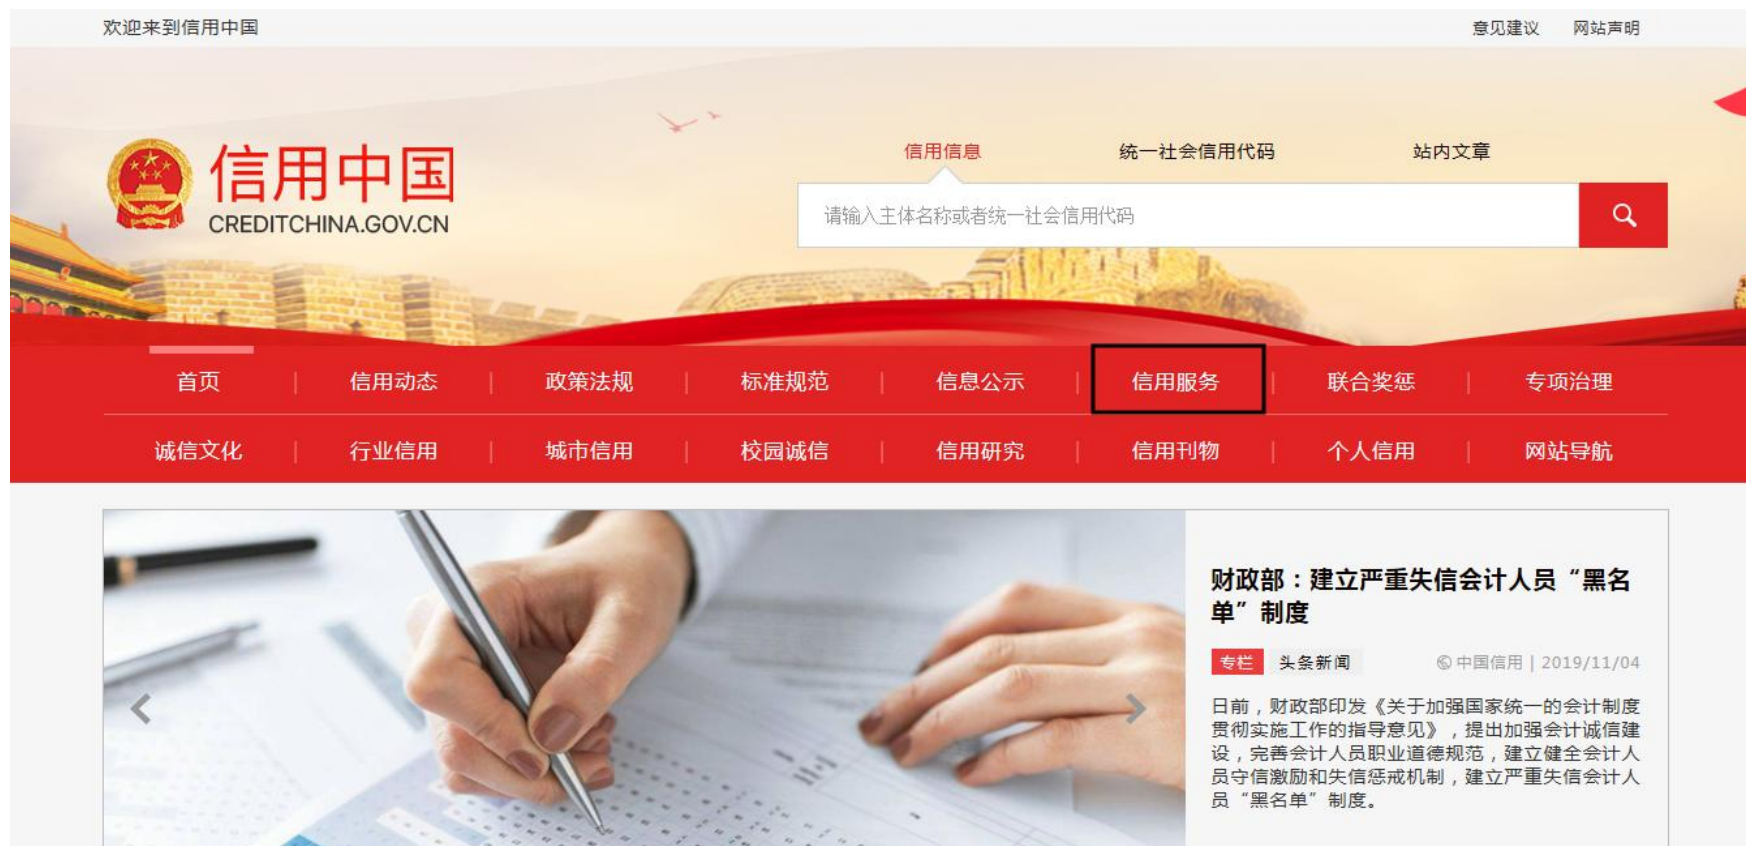 欢迎来到信用中国
意见建议 网站声明
信用中国
CREDITCHINA.GOV.CN
信用信息 统一社会信用代码 站内文章
请输入主体名称或者统一社会信用代码
首页 | 信用动态 | 政策法规 | 标准规范 | 信息公示 | 信用服务 | 联合奖惩 | 专项治理
诚信文化 | 行业信用 | 城市信用 | 校园诚信 | 信用研究 | 信用刊物 | 个人信用 | 网站导航
财政部：建立严重失信会计人员“黑名
单”制度
专栏 头条新闻 中国信用 | 2019/11/04
日前，财政部印发《关于加强国家统一的会计制度
贯彻实施工作的指导意见》，提出加强会计诚信建
设，完善会计人员职业道德规范，建立健全会计人
员守信激励和失信惩戒机制，建立严重失信会计人
员“黑名单”制度。